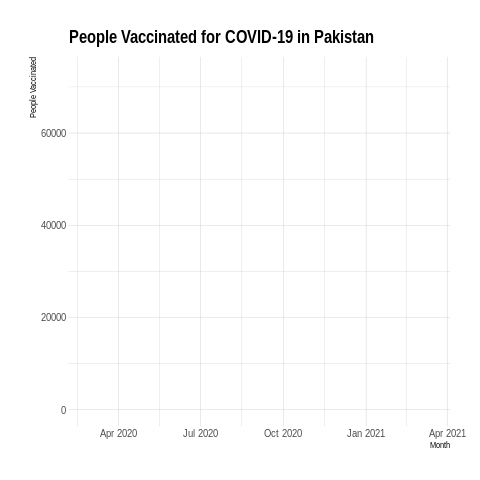 People Vaccinated for COVID-19 in Pakistan
People Vaccinated
60000
40000
20000
0
Apr 2020 Jul 2020 Oct 2020 Jan 2021 Apr 2021
Month